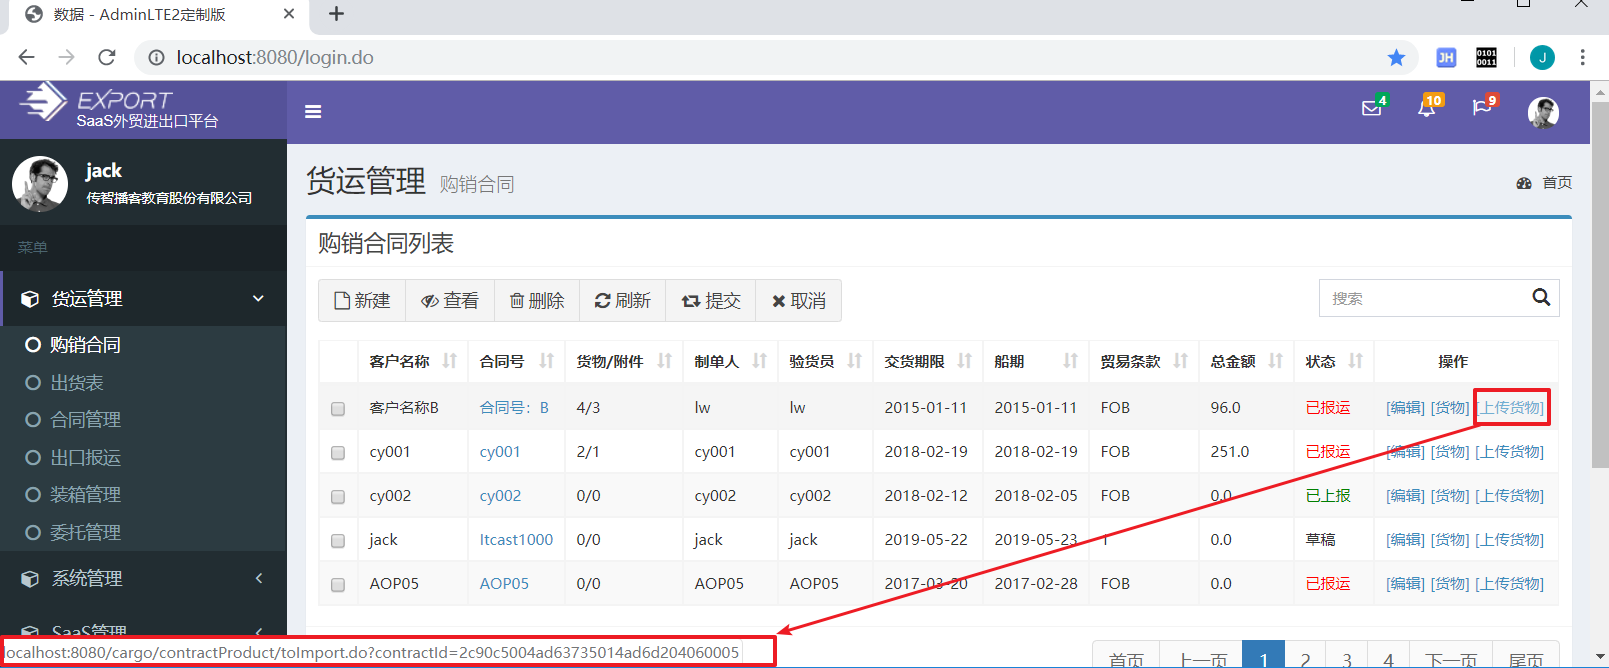 数据 - AdminLTE2定制版
localhost:8080/login.do
JH
0101
0011
J
EXPORT
SaaS外贸进出口平台
4
10
9
jack
传智播客教育股份有限公司
菜单
货运管理
购销合同
出货表
合同管理
出口报运
装箱管理
委托管理
系统管理
SaaS管理
货运管理 购销合同
首页
购销合同列表
新建 查看 删除 刷新 提交 取消
搜索
客户名称 合同号 货物/附件 制单人 验货员 交货期限 船期 贸易条款 总金额 状态 操作
客户名称B 合同号：B 4/3 lw lw 2015-01-11 2015-01-11 FOB 96.0 已报运 [编辑] [货物] [上传货物]
cy001 cy001 2/1 cy001 cy001 2018-02-19 2018-02-19 FOB 251.0 已报运 [编辑] [货物] [上传货物]
cy002 cy002 0/0 cy002 cy002 2018-02-12 2018-02-05 FOB 0.0 已上报 [编辑] [货物] [上传货物]
jack Itcast1000 0/0 jack jack 2019-05-22 2019-05-23 0.0 草稿 [编辑] [货物] [上传货物]
AOP05 AOP05 0/0 AOP05 AOP05 2017-03-20 2017-02-28 FOB 0.0 已报运 [编辑] [货物] [上传货物]
首页 上一页 1 2 3 4 下一页 尾页
localhost:8080/cargo/contractProduct/toImport.do?contractId=2c90c5004ad63735014ad6d204060005